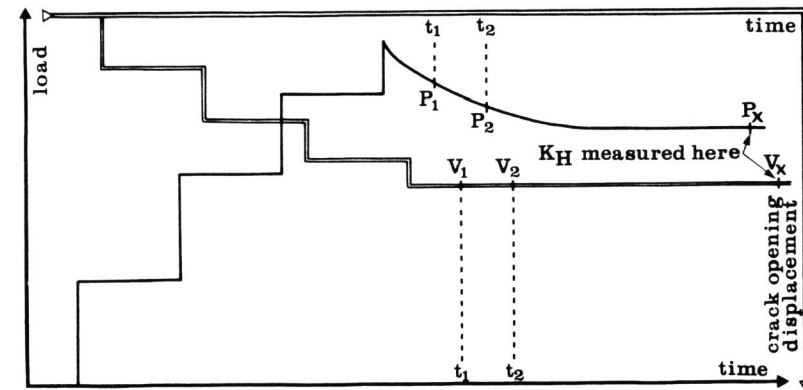 load
t1 t2 time
P1 P2 Px
KH measured here
V1 V2 Vx
crack opening
displacement
t1 t2 time